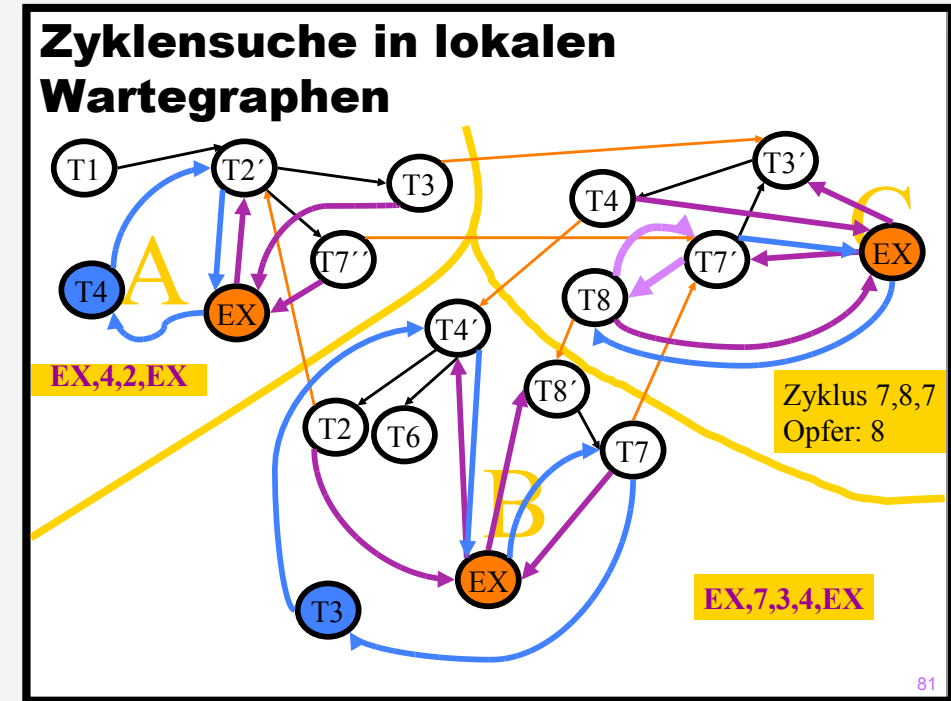 Zyklensuche in lokalen
Wartegraphen
T1
T2´
T3
T7´´
T4
A
EX
EX,4,2,EX
T3´
T4
C
EX
T7´
T8
Zyklus 7,8,7
Opfer: 8
T4´
T8´
T2
T6
T7
B
EX
T3
EX,7,3,4,EX
81